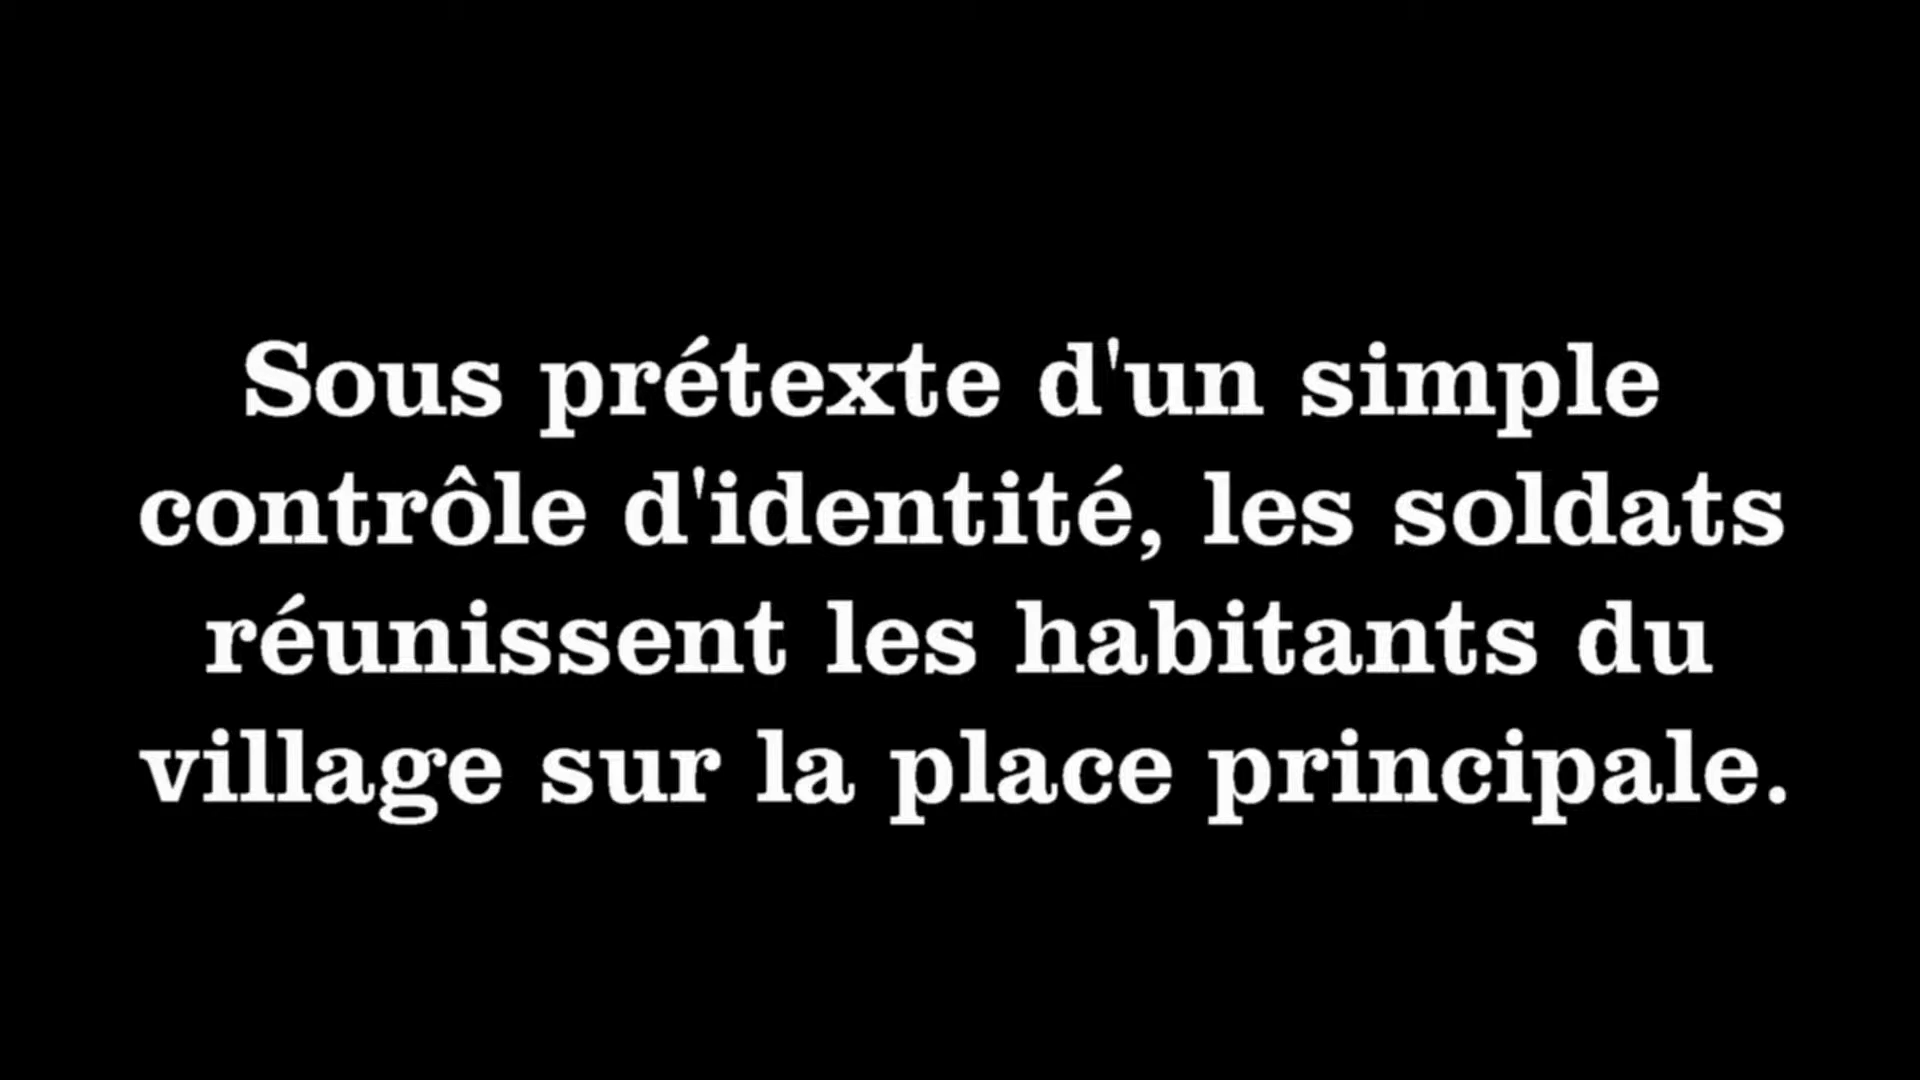 Sous prétexte d'un simple
contrôle d'identité, les soldats
réunissent les habitants du
village sur la place principale.